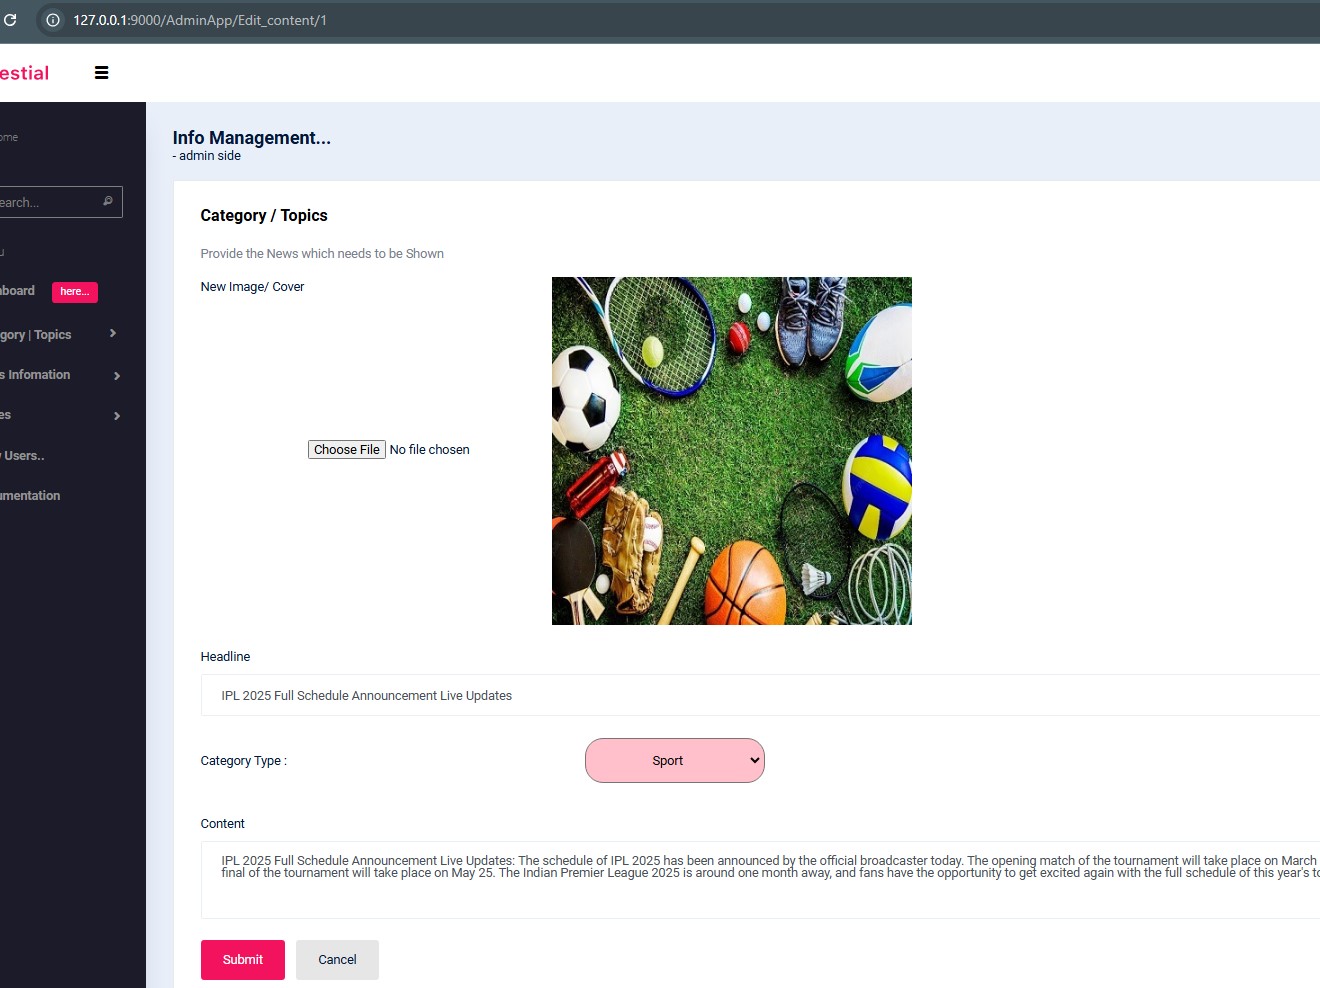 127.0.0.1:9000/AdminApp/Edit_content/1
estial
ome
earch...
u
nboard here...
gory | Topics
s Infomation
es
y Users..
umentation
Info Management...
- admin side
Category / Topics
Provide the News which needs to be Shown
New Image/ Cover
Choose File No file chosen
Headline
IPL 2025 Full Schedule Announcement Live Updates
Category Type :
Sport
Content
IPL 2025 Full Schedule Announcement Live Updates: The schedule of IPL 2025 has been announced by the official broadcaster today. The opening match of the tournament will take place on March
final of the tournament will take place on May 25. The Indian Premier League 2025 is around one month away, and fans have the opportunity to get excited again with the full schedule of this year's to
Submit
Cancel